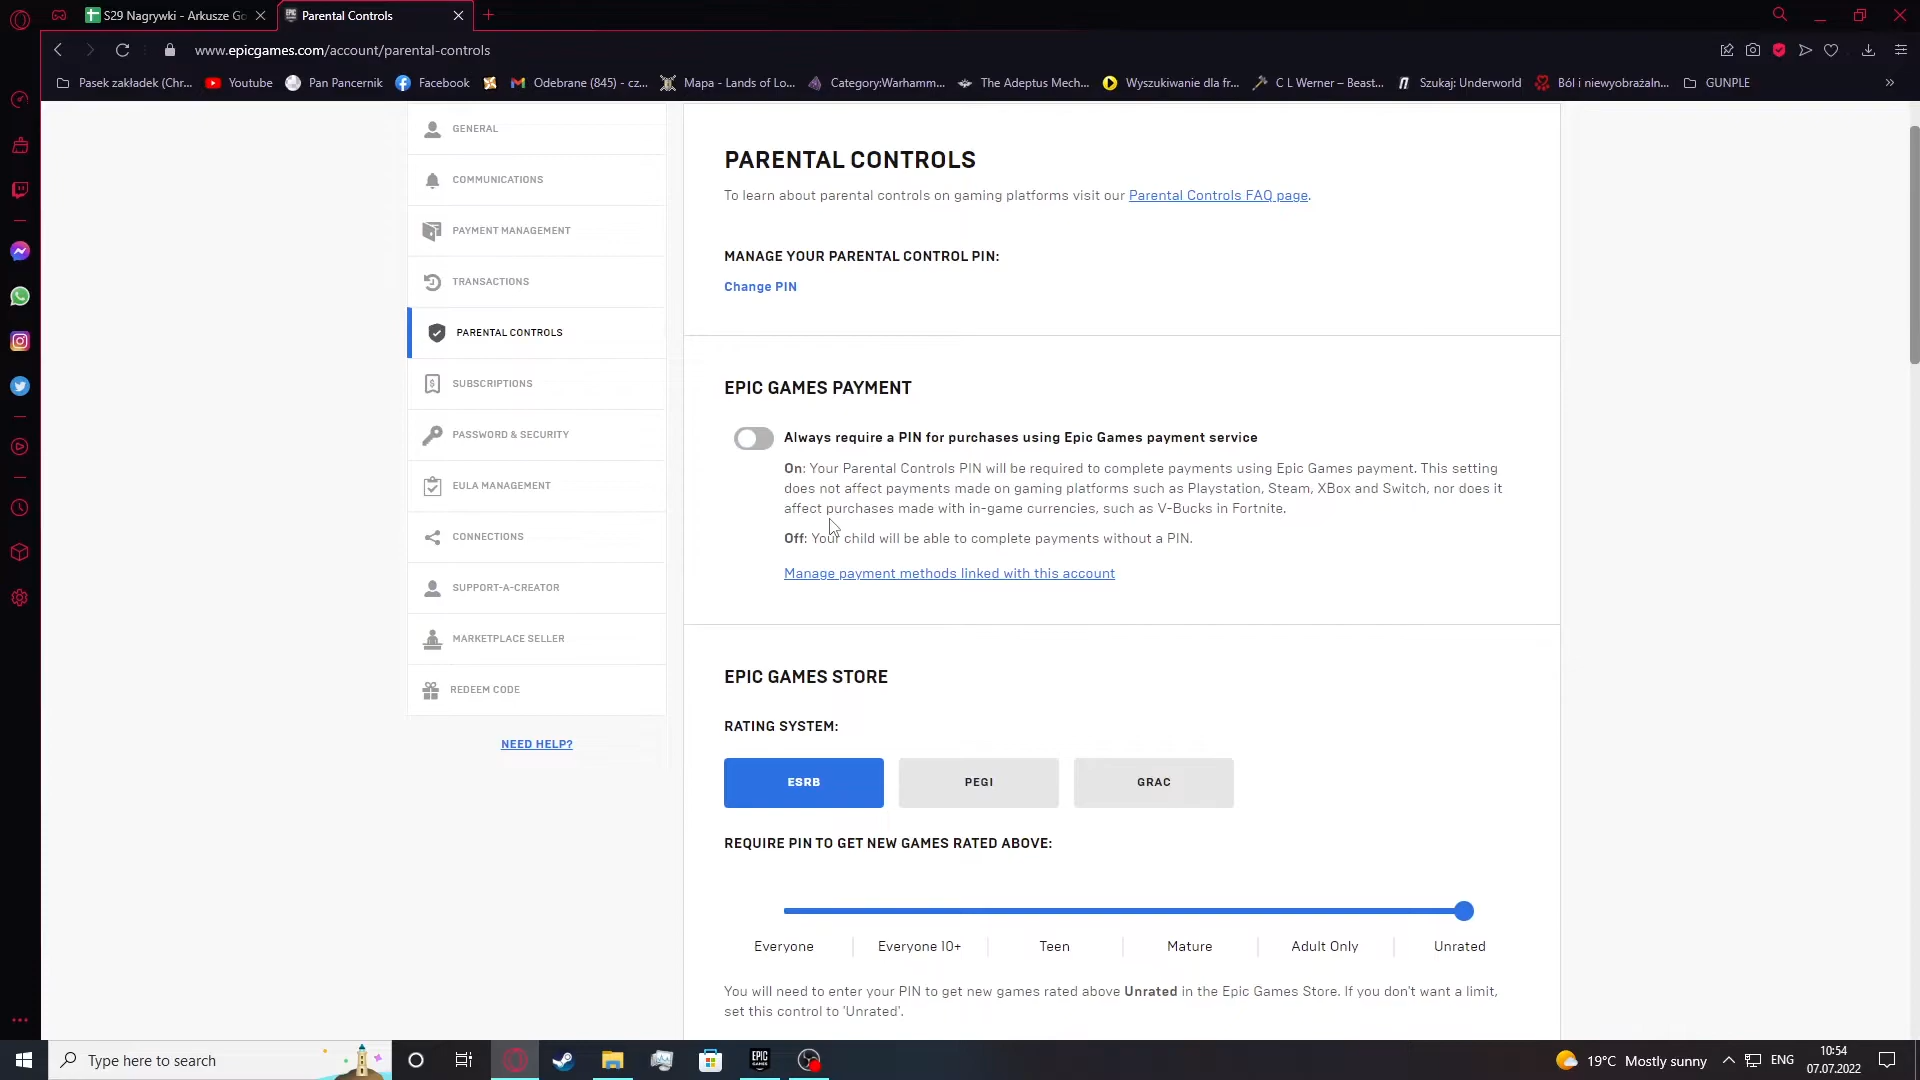 S29 Nagrywki - Arkusze Go
Parental Controls
www.epicgames.com/account/parental-controls
Pasek zakładek (Chr...
Youtube
Pan Pancernik
Facebook
Odebrane (845) - cz...
Mapa - Lands of Lo...
Category:Warhamm...
The Adeptus Mech...
Wyszukiwanie dla fr...
C L Werner – Beast...
Szukaj: Underworld
Ból i niewyobrażaln...
GUNPLE
GENERAL
COMMUNICATIONS
PAYMENT MANAGEMENT
TRANSACTIONS
PARENTAL CONTROLS
SUBSCRIPTIONS
PASSWORD & SECURITY
EULA MANAGEMENT
CONNECTIONS
SUPPORT-A-CREATOR
MARKETPLACE SELLER
REDEEM CODE
NEED HELP?
PARENTAL CONTROLS
To learn about parental controls on gaming platforms visit our Parental Controls FAQ page.
MANAGE YOUR PARENTAL CONTROL PIN:
Change PIN
EPIC GAMES PAYMENT
Always require a PIN for purchases using Epic Games payment service
On: Your Parental Controls PIN will be required to complete payments using Epic Games payment. This setting
does not affect payments made on gaming platforms such as Playstation, Steam, XBox and Switch, nor does it
affect purchases made with in-game currencies, such as V-Bucks in Fortnite.
Off: Your child will be able to complete payments without a PIN.
Manage payment methods linked with this account
EPIC GAMES STORE
RATING SYSTEM:
ESRB
PEGI
GRAC
REQUIRE PIN TO GET NEW GAMES RATED ABOVE:
Everyone
Everyone 10+
Teen
Mature
Adult Only
Unrated
You will need to enter your PIN to get new games rated above Unrated in the Epic Games Store. If you don't want a limit,
set this control to 'Unrated'.
Type here to search
EPIC
GAMES
19°C Mostly sunny
ENG
10:54
07.07.2022